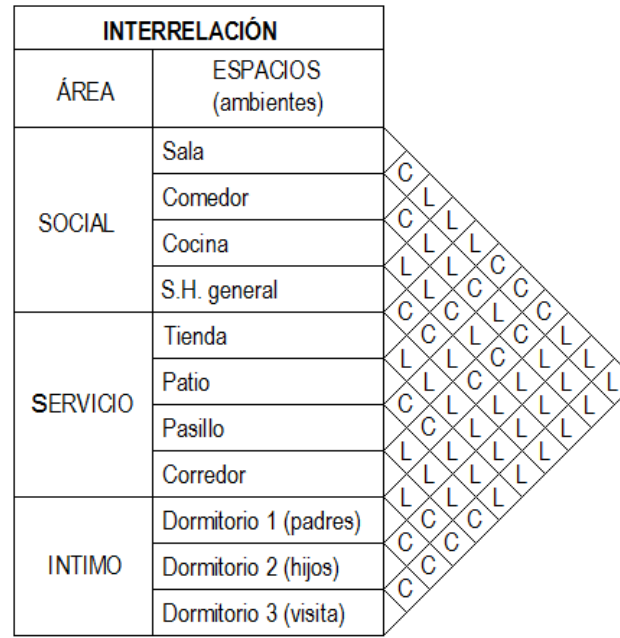 INTERRELACIÓN
ÁREA
ESPACIOS
(ambientes)
SOCIAL
Sala
Comedor
Cocina
S.H. general
SERVICIO
Tienda
Patio
Pasillo
Corredor
INTIMO
Dormitorio 1 (padres)
Dormitorio 2 (hijos)
Dormitorio 3 (visita)
C
L
C L
L L
L L C
L C C
C C L C
C L C L
L L C L L
L C L L L
C L L L L
C L L L
L L L L
L L L
L L L
C C
C C
C
C